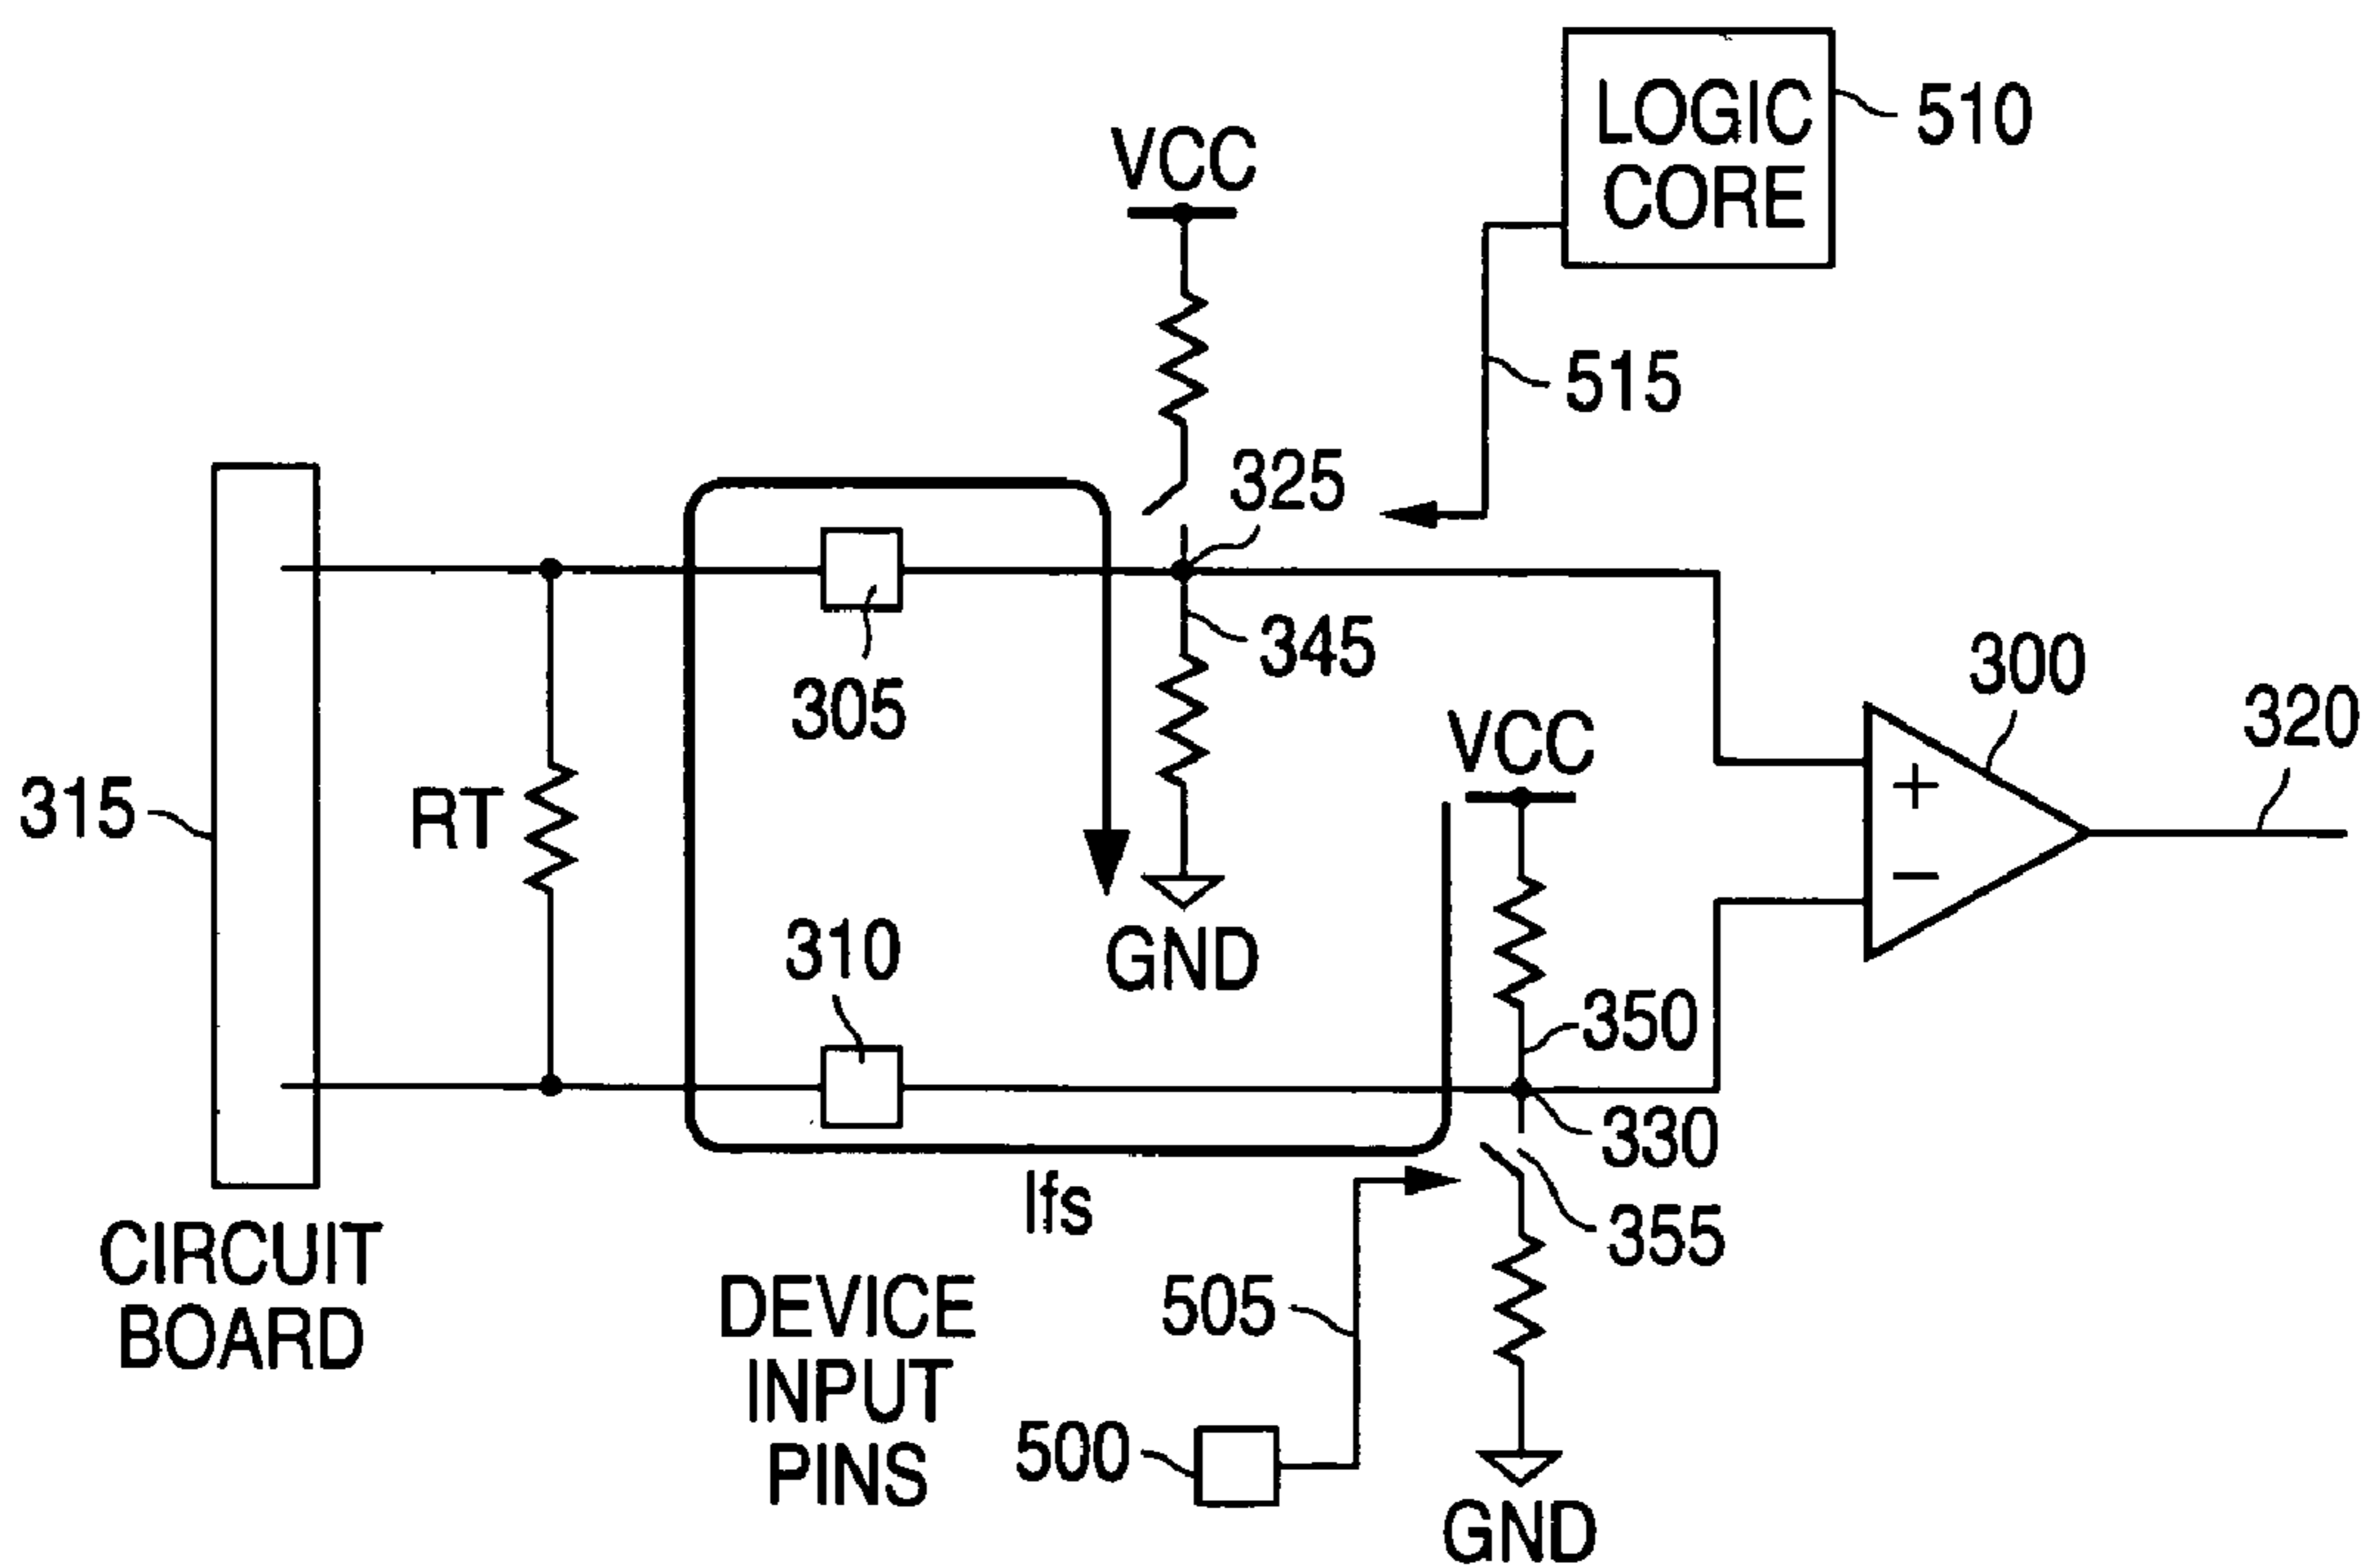 LOGIC
CORE
510
VCC
515
325
345
305
300
320
VCC
315
RT
310
GND
350
330
Ifs
355
CIRCUIT
BOARD
DEVICE
INPUT
PINS
505
500
GND
+
−